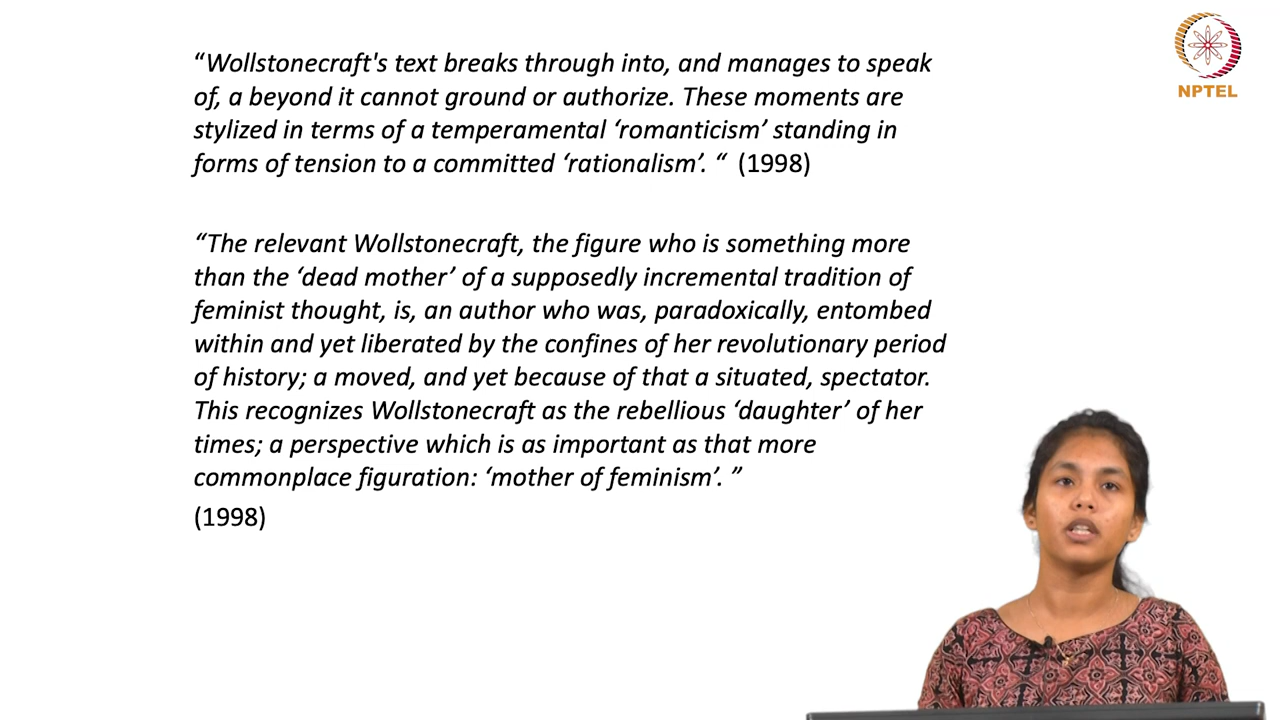 “Wollstonecraft's text breaks through into, and manages to speak
of, a beyond it cannot ground or authorize. These moments are
stylized in terms of a temperamental ‘romanticism’ standing in
forms of tension to a committed ‘rationalism’. “ (1998)
“The relevant Wollstonecraft, the figure who is something more
than the ‘dead mother’ of a supposedly incremental tradition of
feminist thought, is, an author who was, paradoxically, entombed
within and yet liberated by the confines of her revolutionary period
of history; a moved, and yet because of that a situated, spectator.
This recognizes Wollstonecraft as the rebellious ‘daughter’ of her
times; a perspective which is as important as that more
commonplace figuration: ‘mother of feminism’. ”
(1998)
NPTEL